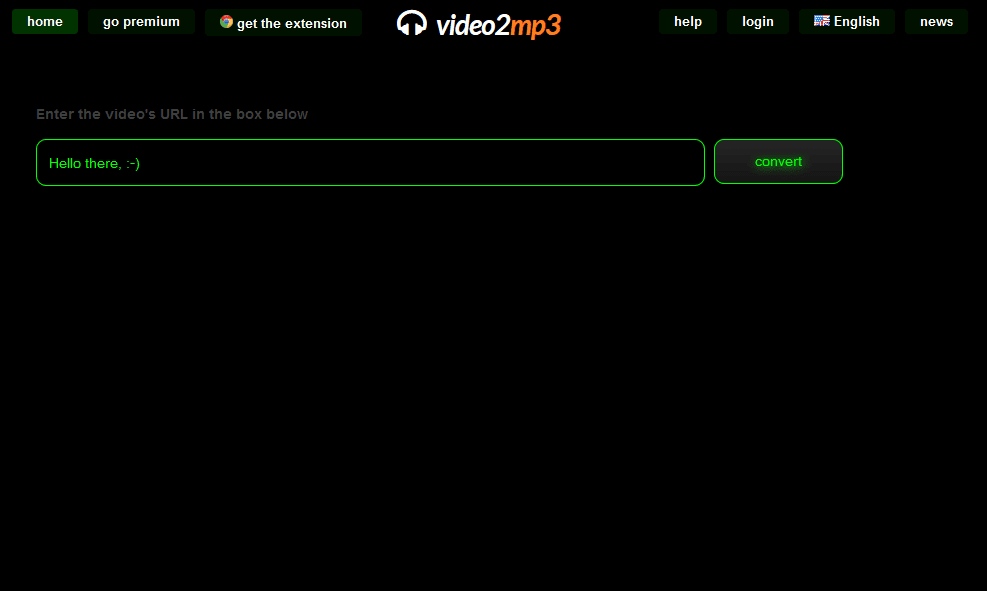 home go premium get the extension video2mp3 help login English news
Enter the video's URL in the box below
Hello there, :-) convert